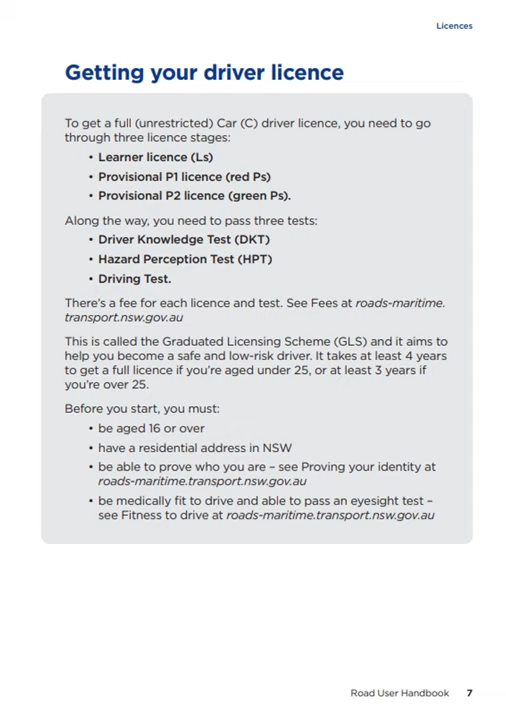 Licences
Getting your driver licence
To get a full (unrestricted) Car (C) driver licence, you need to go
through three licence stages:
• Learner licence (Ls)
• Provisional P1 licence (red Ps)
• Provisional P2 licence (green Ps).
Along the way, you need to pass three tests:
• Driver Knowledge Test (DKT)
• Hazard Perception Test (HPT)
• Driving Test.
There’s a fee for each licence and test. See Fees at roads-maritime.
transport.nsw.gov.au
This is called the Graduated Licensing Scheme (GLS) and it aims to
help you become a safe and low-risk driver. It takes at least 4 years
to get a full licence if you’re aged under 25, or at least 3 years if
you’re over 25.
Before you start, you must:
• be aged 16 or over
• have a residential address in NSW
• be able to prove who you are – see Proving your identity at
roads-maritime.transport.nsw.gov.au
• be medically fit to drive and able to pass an eyesight test –
see Fitness to drive at roads-maritime.transport.nsw.gov.au
Road User Handbook 7